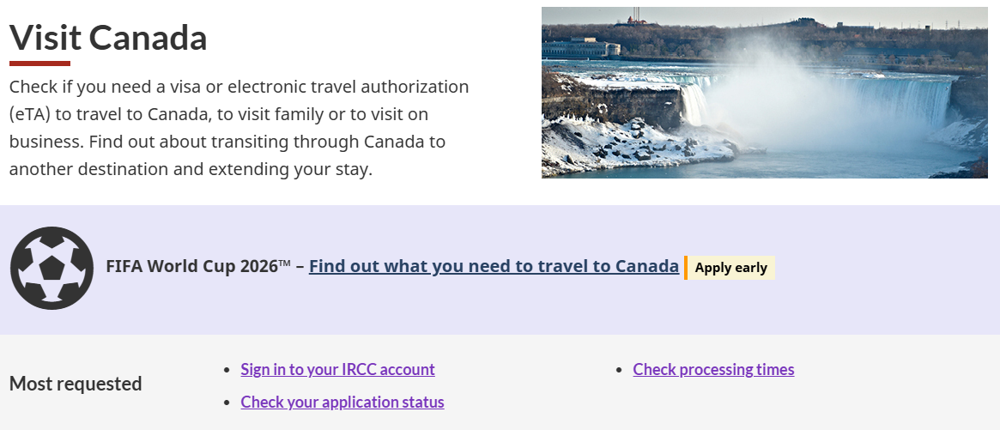 Visit Canada
Check if you need a visa or electronic travel authorization
(eTA) to travel to Canada, to visit family or to visit on
business. Find out about transiting through Canada to
another destination and extending your stay.
FIFA World Cup 2026™ – Find out what you need to travel to Canada Apply early
Most requested
Sign in to your IRCC account
Check your application status
Check processing times